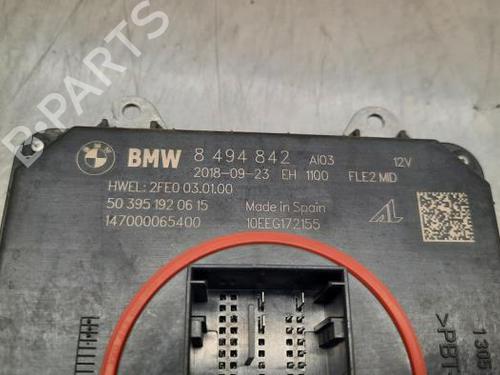 B-PARTS
BMW 8 494 842 AI03 12V
2018-09-23 EH 1100 FLE2 MID
HWEL: 2FE0 03.01.00
50 395 192 06 15 Made in Spain
147000065400 10EEG172155
1305
>PBT-